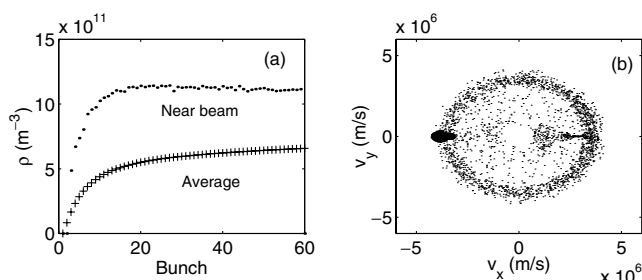 x 10^11
15
10
5
0
ρ (m^−3)
(a)
Near beam
Average
0 20 40 60
Bunch
x 10^6
5
0
−5
v_y (m/s)
(b)
−5 0 5
v_x (m/s)
x 10^6